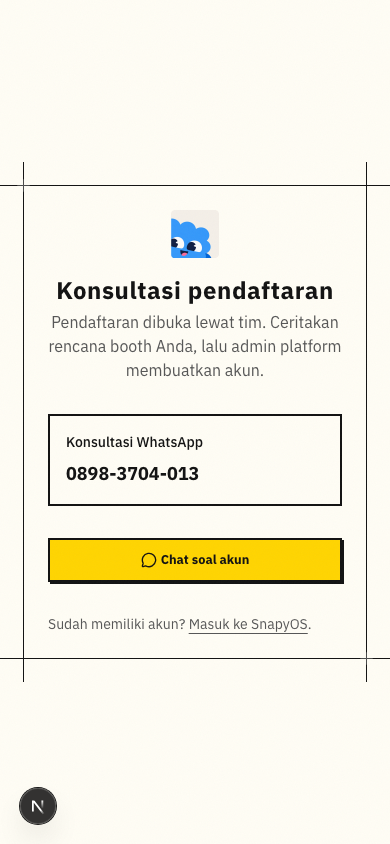 Konsultasi pendaftaran
Pendaftaran dibuka lewat tim. Ceritakan
rencana booth Anda, lalu admin platform
membuatkan akun.
Konsultasi WhatsApp
0898-3704-013
Chat soal akun
Sudah memiliki akun? Masuk ke SnapyOS.
N